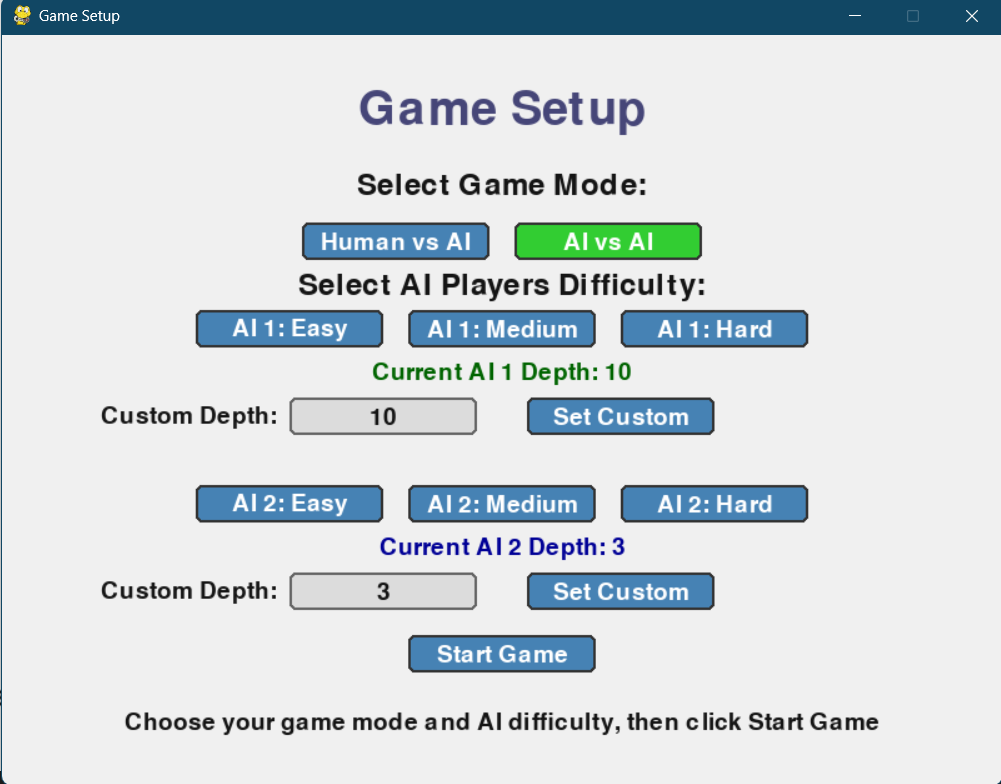 Game Setup
Game Setup
Select Game Mode:
Human vs AI AI vs AI
Select AI Players Difficulty:
AI 1: Easy AI 1: Medium AI 1: Hard
Current AI 1 Depth: 10
Custom Depth: 10 Set Custom
AI 2: Easy AI 2: Medium AI 2: Hard
Current AI 2 Depth: 3
Custom Depth: 3 Set Custom
Start Game
Choose your game mode and AI difficulty, then click Start Game